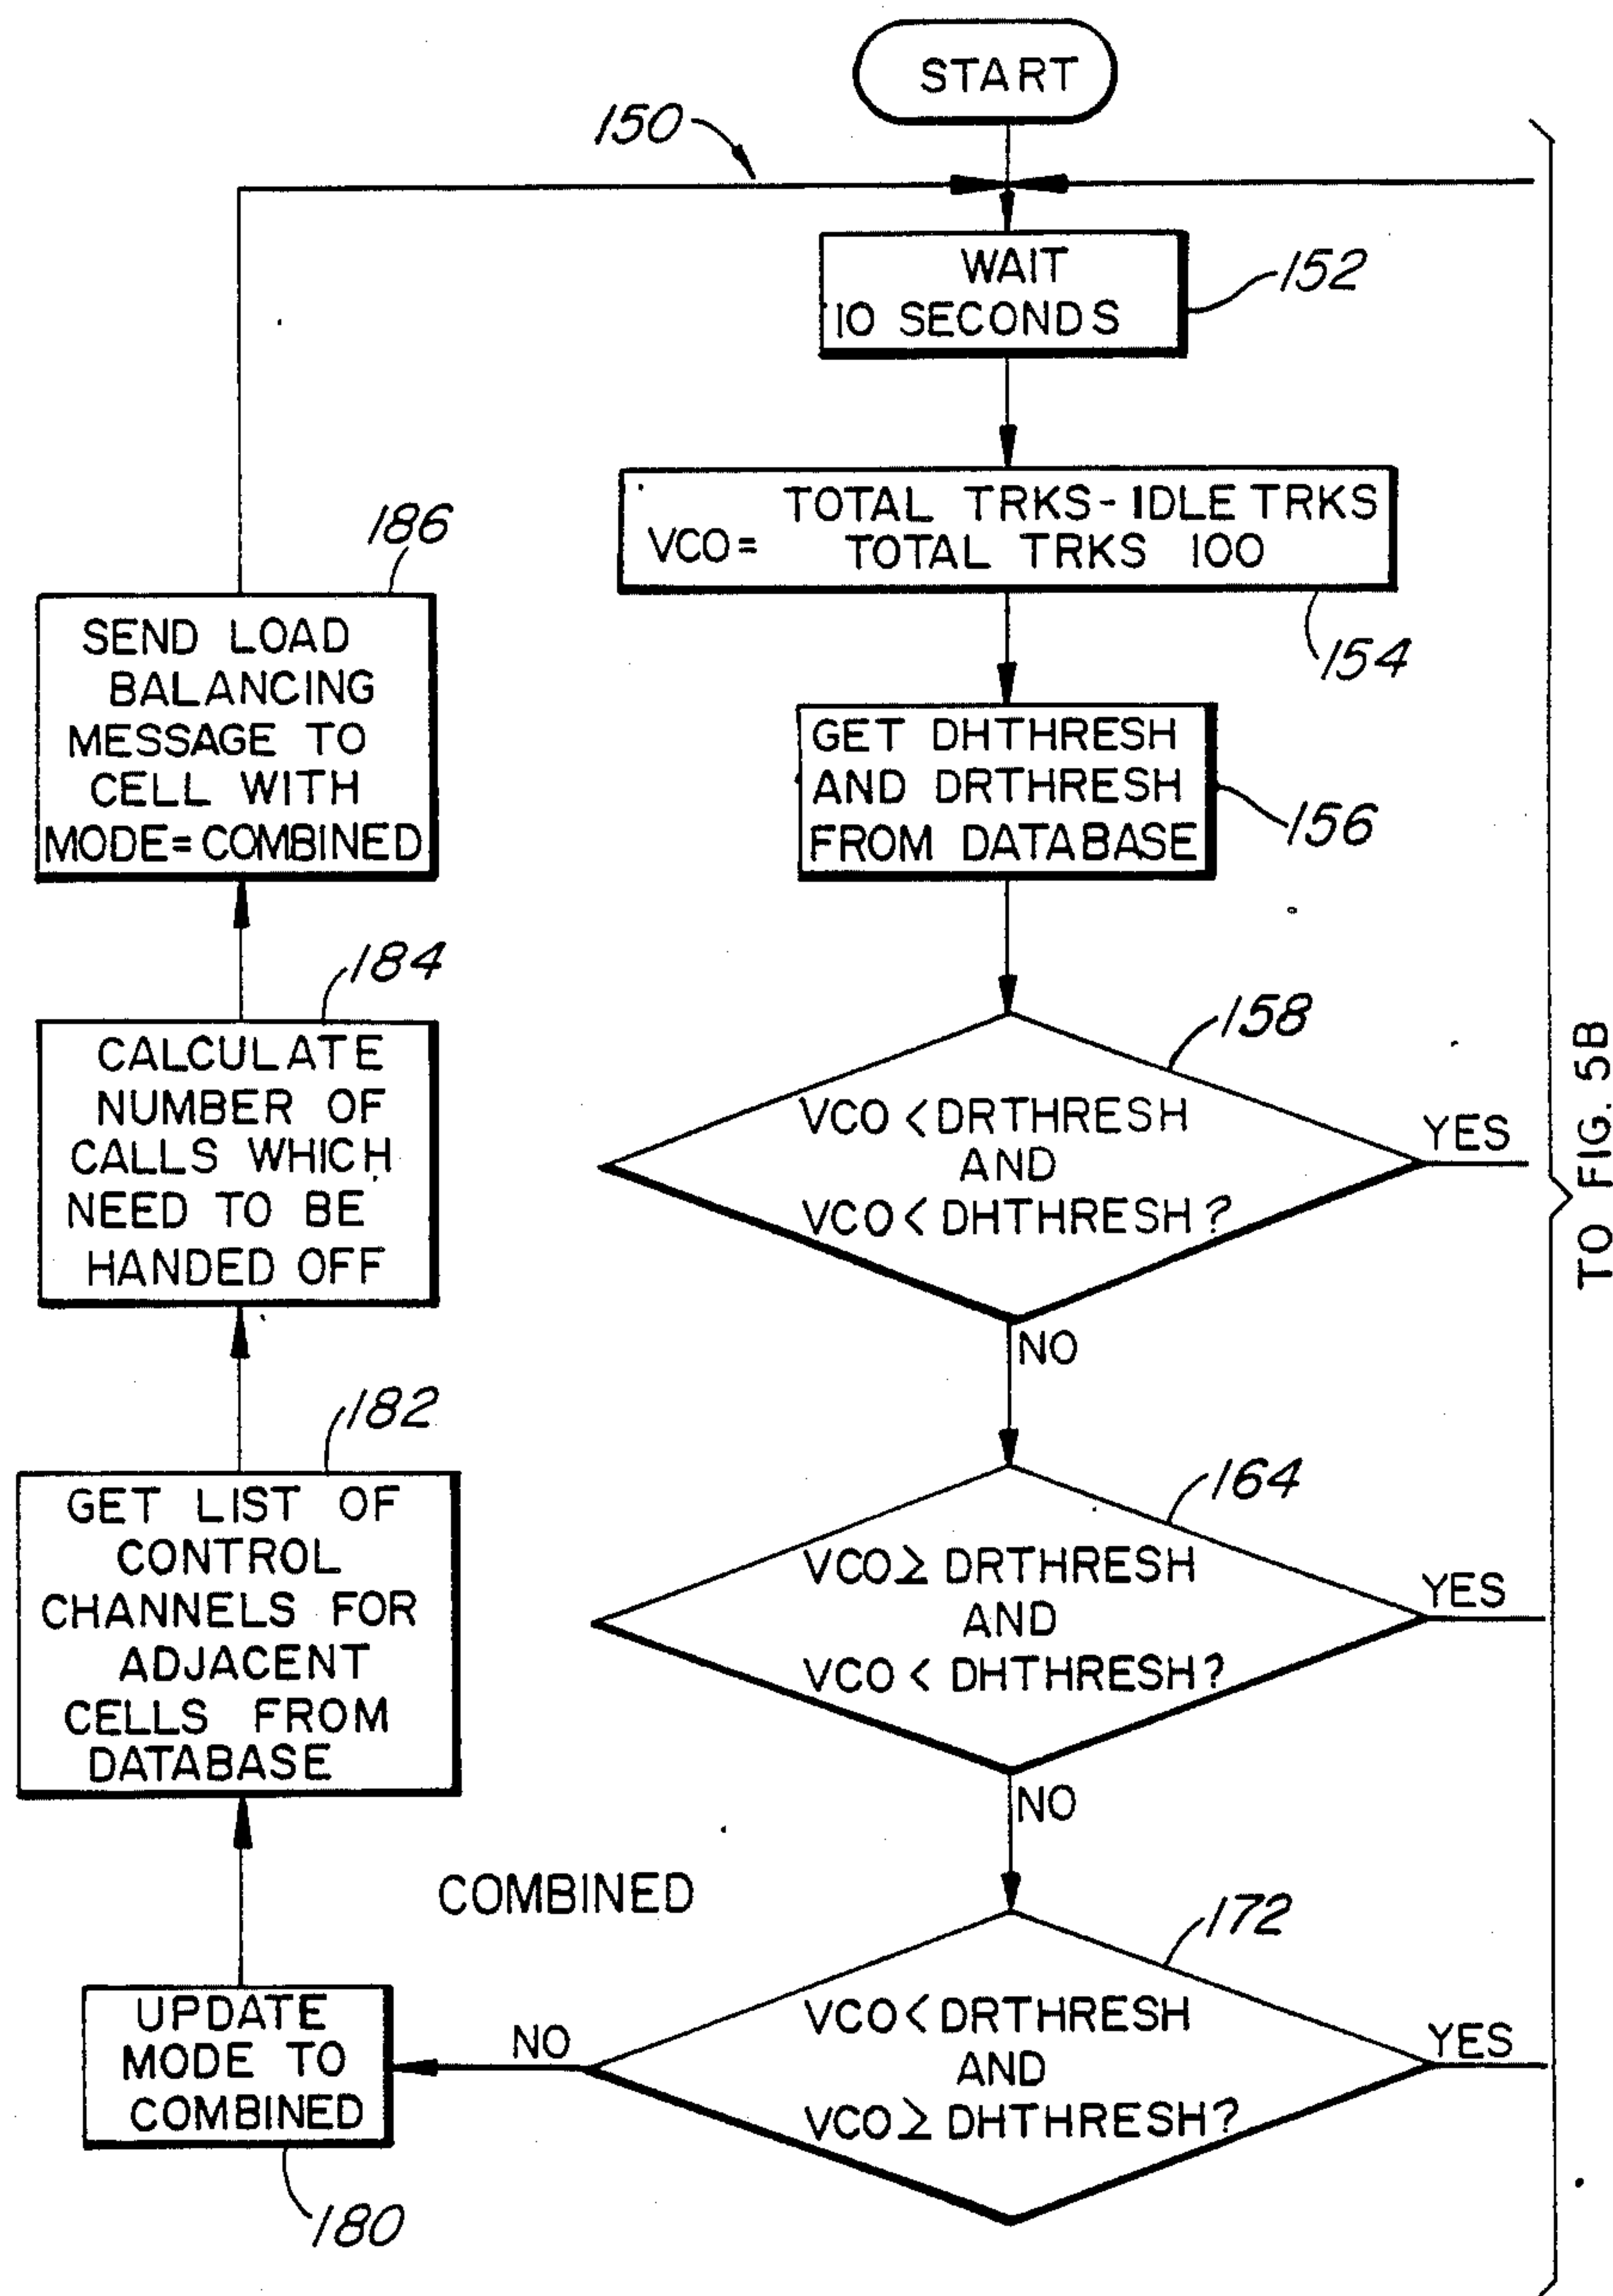 START
150
WAIT
10 SECONDS
152
TOTAL TRKS-IDLE TRKS
VCO= TOTAL TRKS 100
154
GET DHTHRESH
AND DRTHRESH
FROM DATABASE
156
VCO < DRTHRESH
AND
VCO < DHTHRESH?
158
YES
NO
VCO ≥ DRTHRESH
AND
VCO < DHTHRESH?
164
YES
NO
VCO < DRTHRESH
AND
VCO ≥ DHTHRESH?
172
YES
NO
COMBINED
UPDATE
MODE TO
COMBINED
180
GET LIST OF
CONTROL
CHANNELS FOR
ADJACENT
CELLS FROM
DATABASE
182
CALCULATE
NUMBER OF
CALLS WHICH
NEED TO BE
HANDED OFF
184
SEND LOAD
BALANCING
MESSAGE TO
CELL WITH
MODE=COMBINED
186
TO FIG. 5B